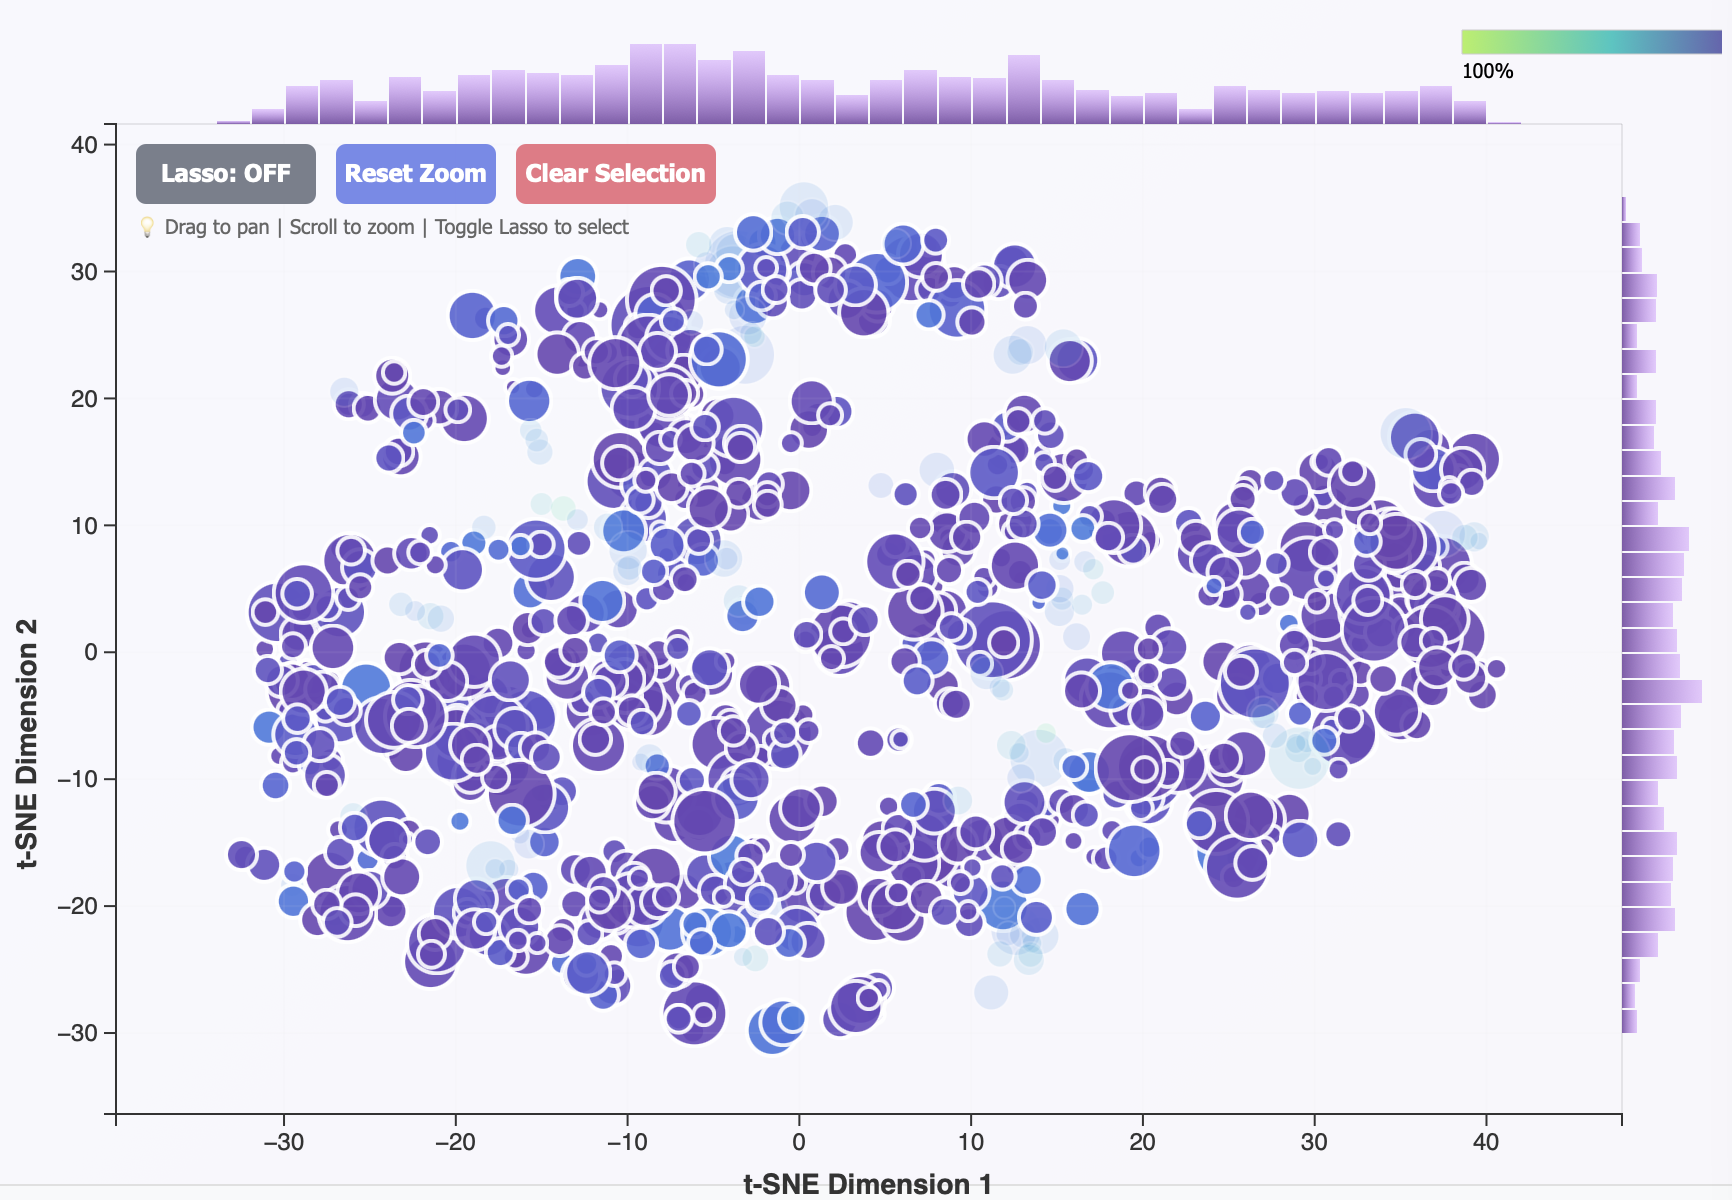 100%
Lasso: OFF
Reset Zoom
Clear Selection
💡 Drag to pan | Scroll to zoom | Toggle Lasso to select
40
30
20
10
0
−10
−20
−30
t-SNE Dimension 2
−30
−20
−10
0
10
20
30
40
t-SNE Dimension 1